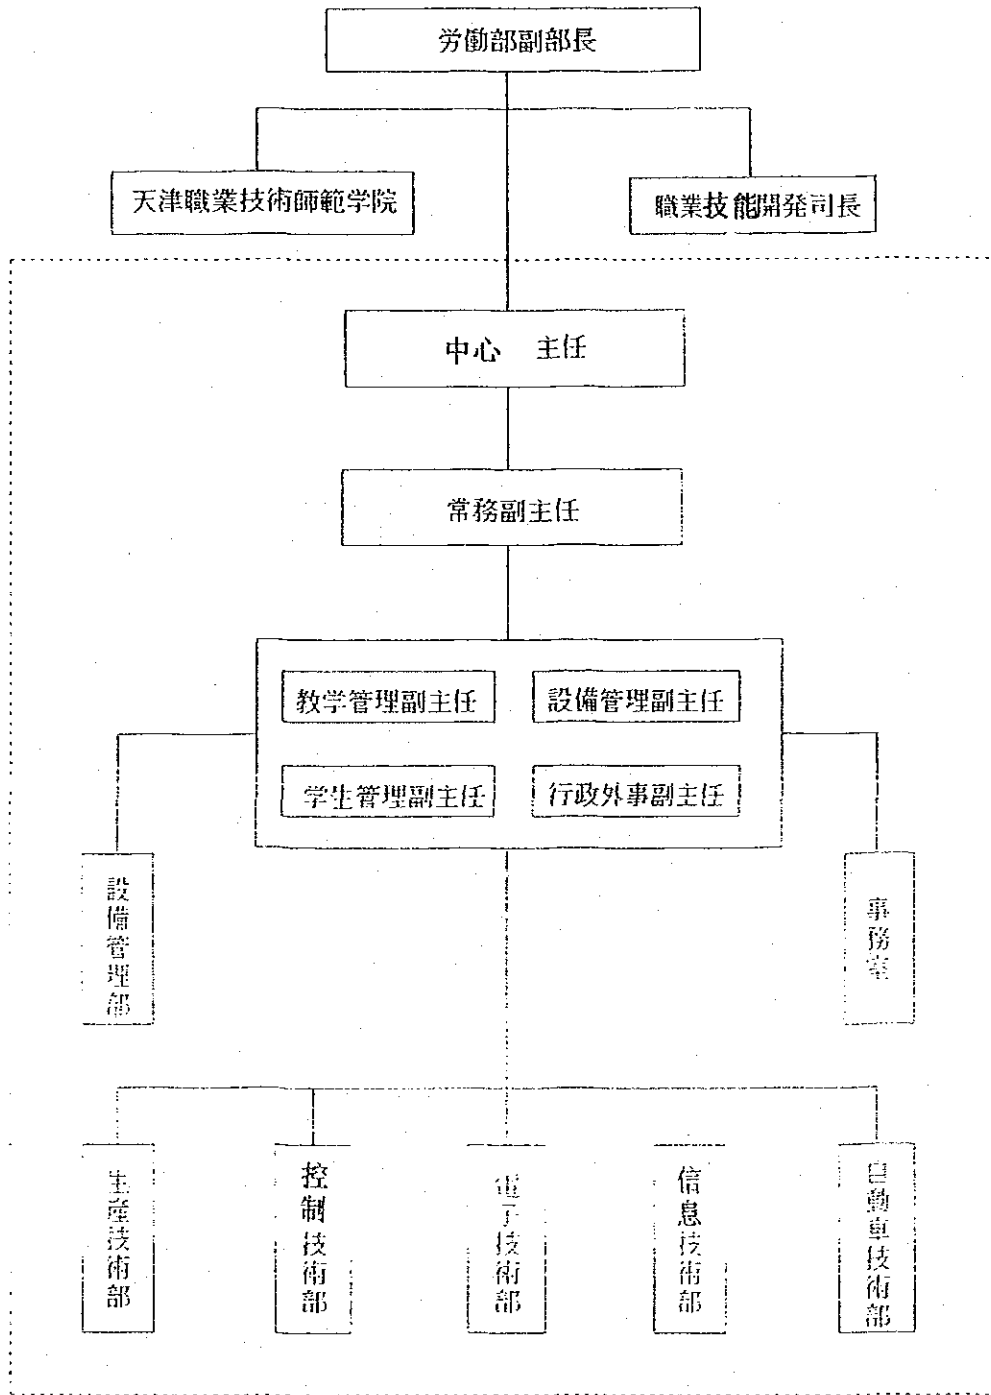 労働部副部長
天津職業技術師範学院
職業技能開発司長
中心 主任
常務副主任
教学管理副主任
設備管理副主任
学生管理副主任
行政外事副主任
設備管理部
事務室
生産技術部
控制技術部
電子技術部
信息技術部
自動車技術部